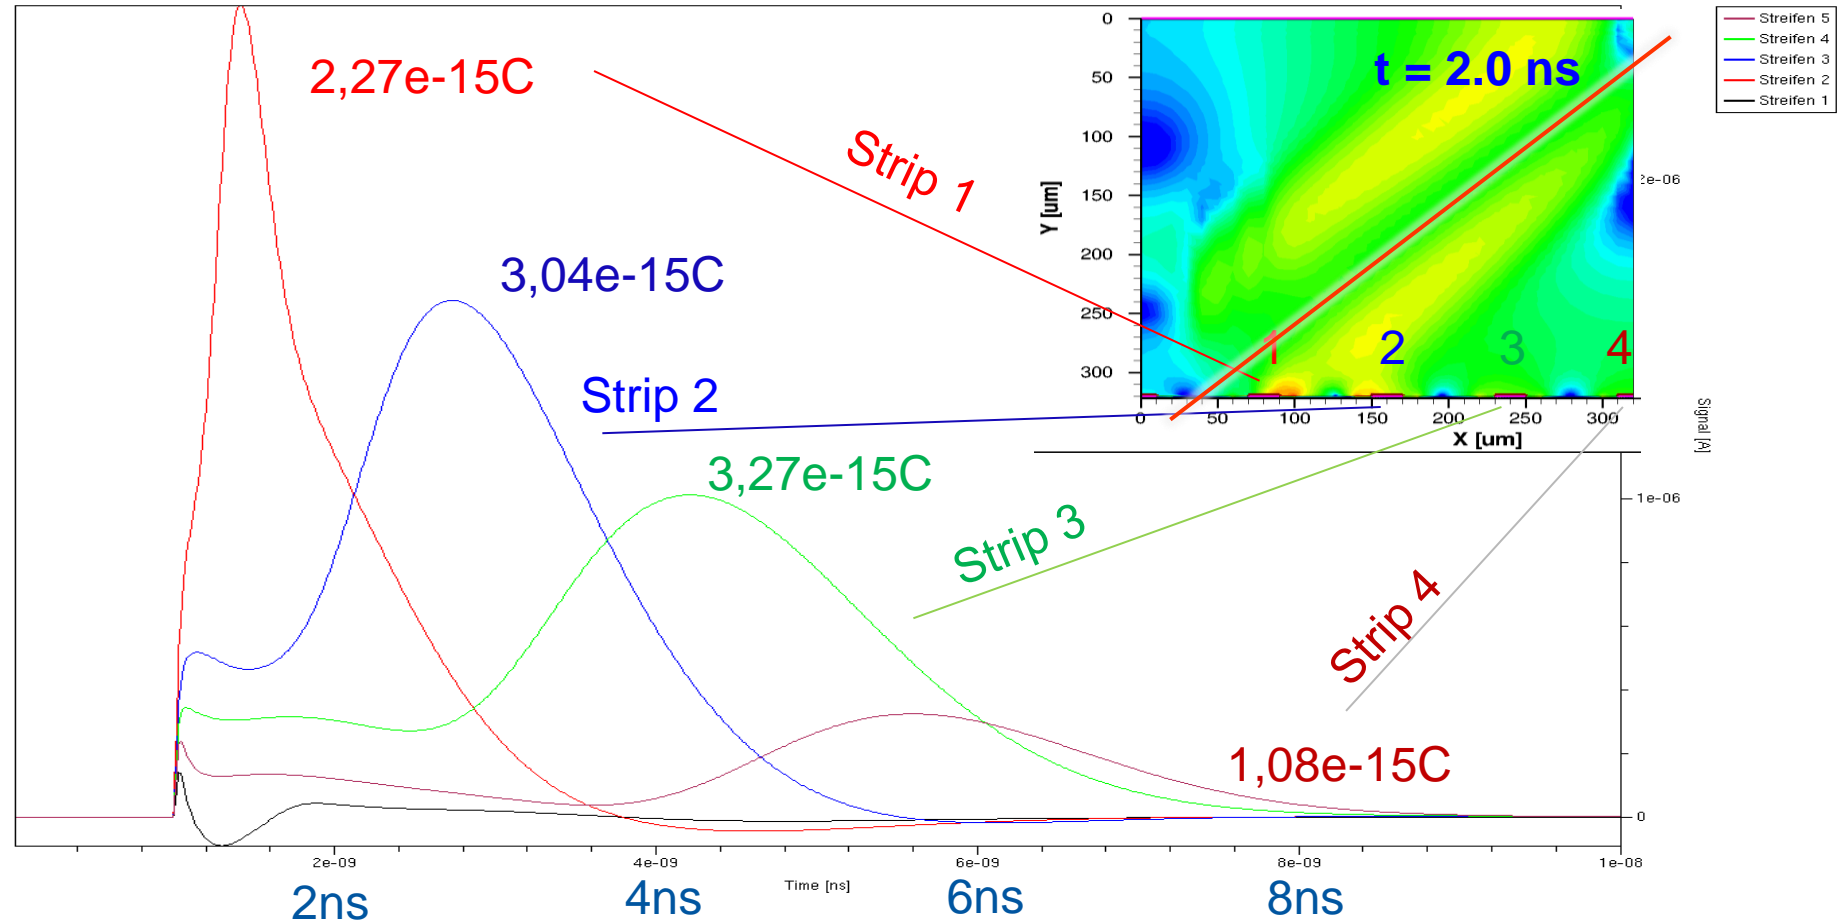 2,27e-15C
Strip 1
3,04e-15C
Strip 2
3,27e-15C
Strip 3
Strip 4
1,08e-15C
t = 2.0 ns
0
50
100
150
200
250
300
Y [um]
1
2
3
4
0
50
100
150
200
250
300
X [um]
Streifen 5
Streifen 4
Streifen 3
Streifen 2
Streifen 1
2e-06
Signal [A]
1e-06
0
2e-09
4e-09
6e-09
8e-09
1e-08
Time [ns]
2ns
4ns
6ns
8ns